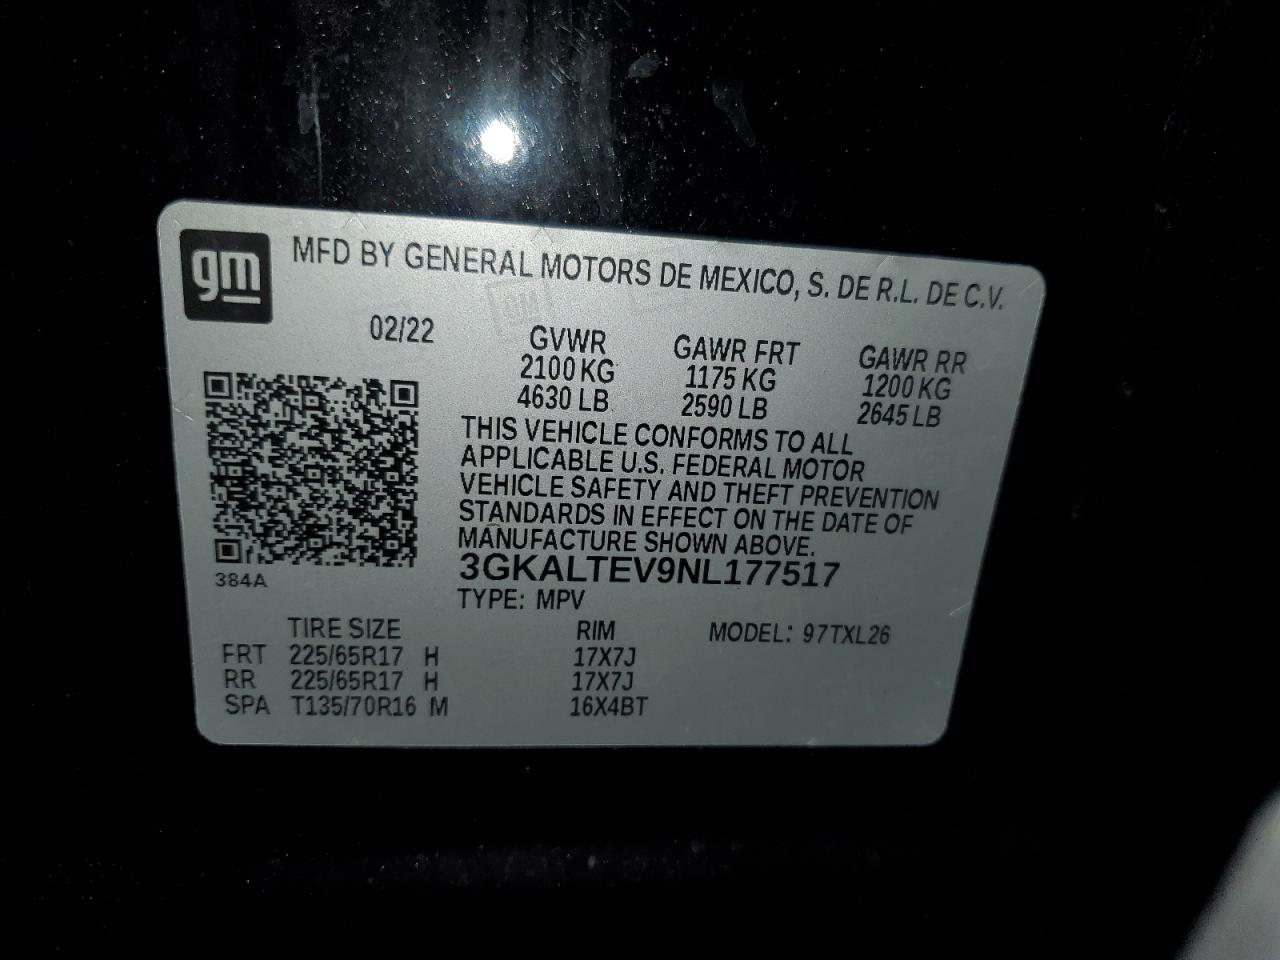 gm
MFD BY GENERAL MOTORS DE MEXICO, S. DE R.L. DE C.V.
02/22
GVWR GAWR FRT GAWR RR
2100 KG 1175 KG 1200 KG
4630 LB 2590 LB 2645 LB
THIS VEHICLE CONFORMS TO ALL
APPLICABLE U.S. FEDERAL MOTOR
VEHICLE SAFETY AND THEFT PREVENTION
STANDARDS IN EFFECT ON THE DATE OF
MANUFACTURE SHOWN ABOVE.
384A
3GKALTEV9NL177517
TYPE: MPV
TIRE SIZE RIM MODEL: 97TXL26
FRT 225/65R17 H 17X7J
RR 225/65R17 H 17X7J
SPA T135/70R16 M 16X4BT